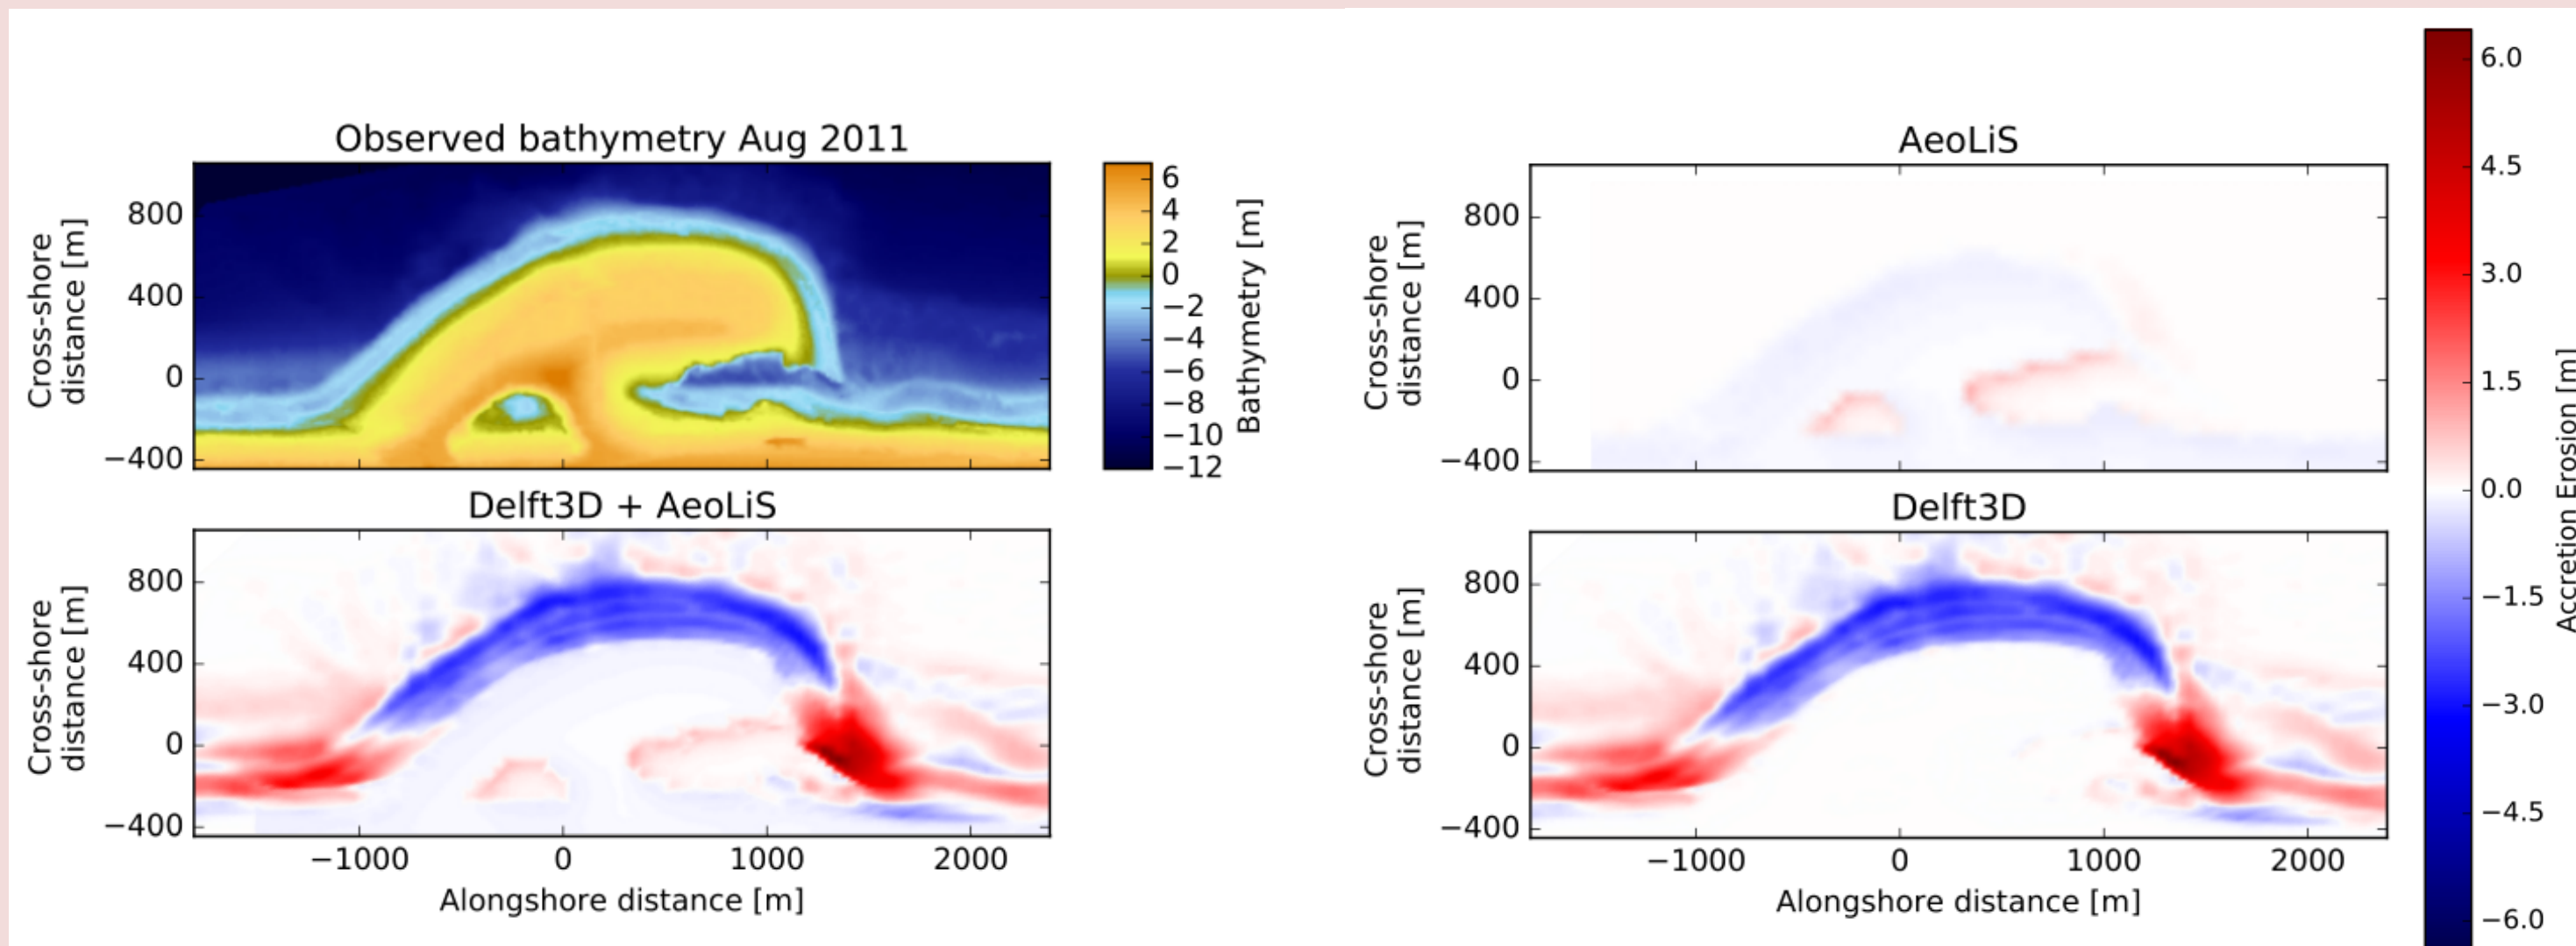 Observed bathymetry Aug 2011
800
400
0
−400
Cross-shore
distance [m]
6
4
2
0
−2
−4
−6
−8
−10
−12
Bathymetry [m]
AeoLiS
800
400
0
−400
Cross-shore
distance [m]
Delft3D + AeoLiS
800
400
0
−400
Cross-shore
distance [m]
−1000 0 1000 2000
Alongshore distance [m]
Delft3D
800
400
0
−400
Cross-shore
distance [m]
−1000 0 1000 2000
Alongshore distance [m]
6.0
4.5
3.0
1.5
0.0
−1.5
−3.0
−4.5
−6.0
Accretion Erosion [m]